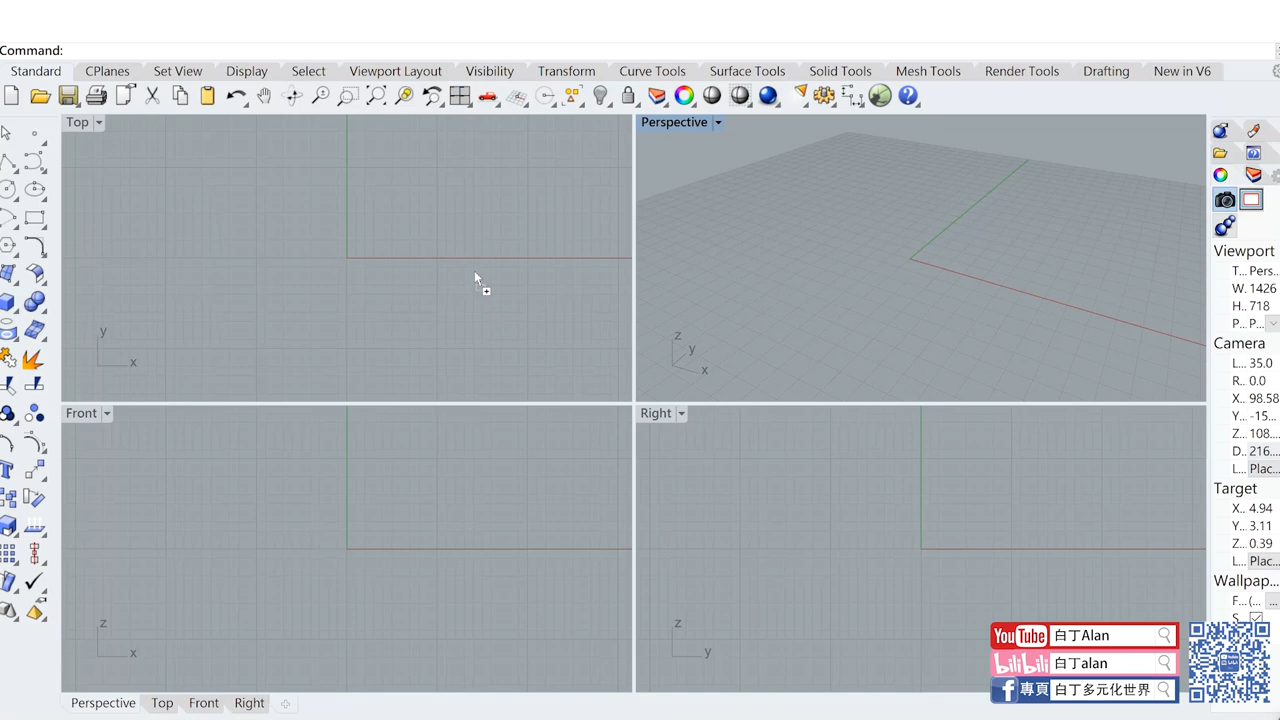 Command:
Standard CPlanes Set View Display Select Viewport Layout Visibility Transform Curve Tools Surface Tools Solid Tools Mesh Tools Render Tools Drafting New in V6
Top
Perspective
Viewport
T... Pers...
W. 1426
H.. 718
P... P...
Camera
L... 35.0
R... 0.0
X... 98.58
Y... -15...
Z... 108....
D.. 216....
L... Plac...
Target
X... 4.94
Y... 3.11
Z... 0.39
L... Plac...
Wallpap...
F... (... ...
S...
y
x
z
y
x
Front
Right
z
x
z
y
YouTube 白丁Alan
bilibili 白丁alan
f 專頁 白丁多元化世界
Perspective Top Front Right